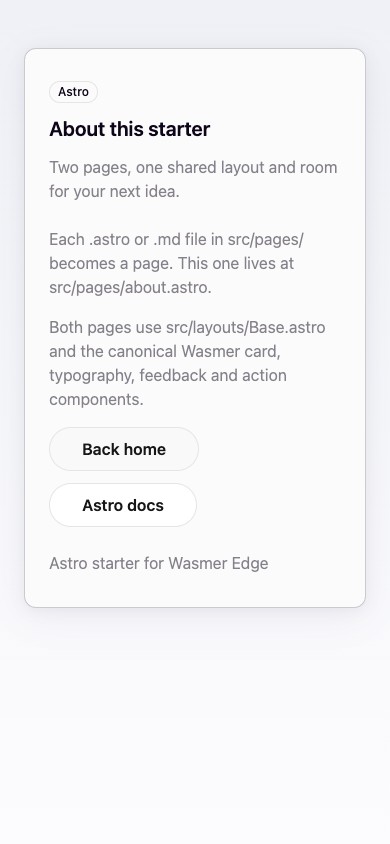 Astro
About this starter
Two pages, one shared layout and room
for your next idea.
Each .astro or .md file in src/pages/
becomes a page. This one lives at
src/pages/about.astro.
Both pages use src/layouts/Base.astro
and the canonical Wasmer card,
typography, feedback and action
components.
Back home
Astro docs
Astro starter for Wasmer Edge